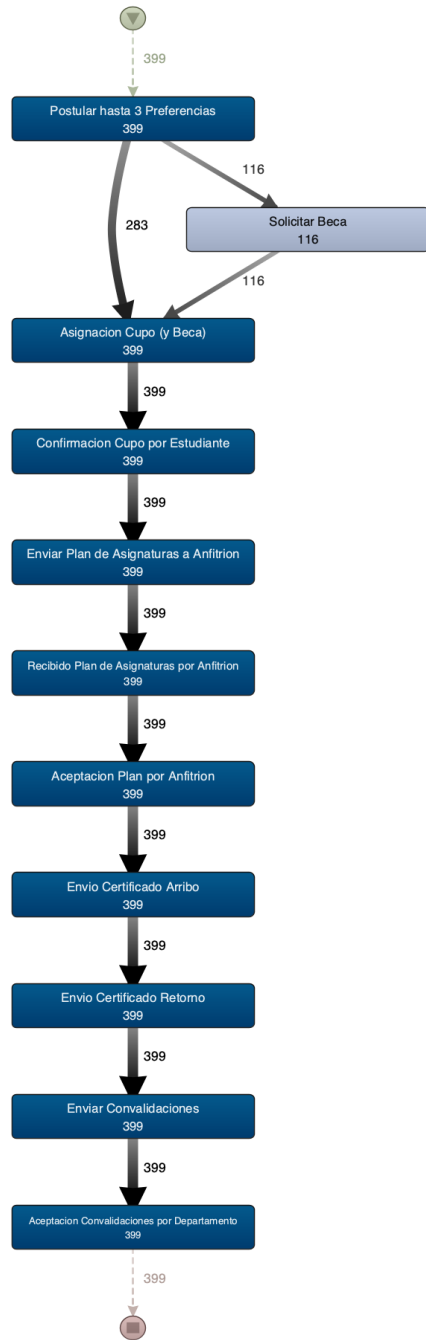 399
Postular hasta 3 Preferencias
399
116
283
Solicitar Beca
116
116
Asignacion Cupo (y Beca)
399
399
Confirmacion Cupo por Estudiante
399
399
Enviar Plan de Asignaturas a Anfitrion
399
399
Recibido Plan de Asignaturas por Anfitrion
399
399
Aceptacion Plan por Anfitrion
399
399
Envio Certificado Arribo
399
399
Envio Certificado Retorno
399
399
Enviar Convalidaciones
399
399
Aceptacion Convalidaciones por Departamento
399
399